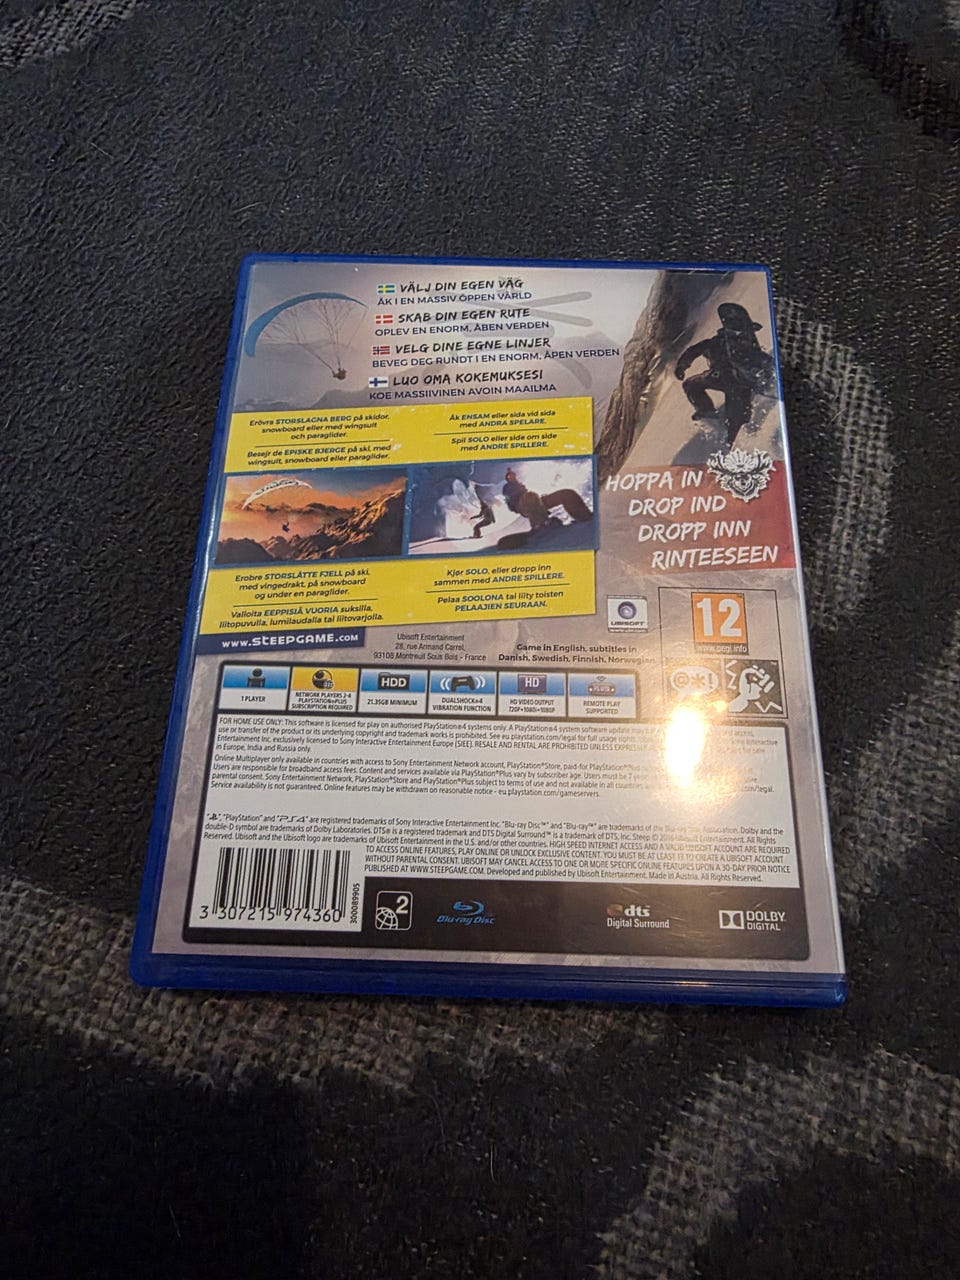 VÄLJ DIN EGEN VÄG
ÅK I EN MASSIV ÖPPEN VÄRLD
SKAB DIN EGEN RUTE
OPLEV EN ENORM, ÅBEN VERDEN
VELG DINE EGNE LINJER
BEVEG DEG RUNDT I EN ENORM, ÅPEN VERDEN
LUO OMA KOKEMUKSESI
KOE MASSIIVINEN AVOIN MAAILMA
Erövra STORSLAGNA BERG på skidor,
snowboard eller med wingsuit
och paraglider.
Besejr de EPISKE BJERGE på ski, med
wingsuit, snowboard eller paraglider.
Åk ENSAM eller sida vid sida
med ANDRA SPELARE.
Spil SOLO eller side om side
med ANDRE SPILLERE.
HOPPA IN
DROP IND
DROPP INN
RINTEESEEN
Erobre STORSLÅTTE FJELL på ski,
med vingedrakt, på snowboard
og under en paraglider.
Valloita EEPPISIÄ VUORIA suksilla,
liitopuvulla, lumilaudalla tai liitovarjolla.
Kjør SOLO, eller dropp inn
sammen med ANDRE SPILLERE.
Pelaa SOOLONA tai liity toisten
PELAAJIEN SEURAAN.
WWW.STEEPGAME.COM
Ubisoft Entertainment
28, rue Armand Carrel,
93108 Montreuil Sous Bois - France
Game in English, subtitles in
Danish, Swedish, Finnish, Norwegian
UBISOFT
12
www.pegi.info
@*!
1 PLAYER
NETWORK PLAYERS 2-4
PLAYSTATION®PLUS
SUBSCRIPTION REQUIRED
HDD
21.35GB MINIMUM
DUALSHOCK®4
VIBRATION FUNCTION
HD
HD VIDEO OUTPUT
720P•1080i•1080P
REMOTE PLAY
SUPPORTED
FOR HOME USE ONLY: This software is licensed for play on authorised PlayStation®4 systems only. A PlayStation®4 system software update may
use or transfer of the product or its underlying copyright and trademark works is prohibited. See eu.playstation.com/legal for full usage rights.
Entertainment Inc. exclusively licensed to Sony Interactive Entertainment Europe (SIEE). RESALE AND RENTAL ARE PROHIBITED UNLESS
in Europe, India and Russia only.
Online Multiplayer only available in countries with access to Sony Entertainment Network account, PlayStation®Store, paid-for PlayStation®Plus
Users are responsible for broadband access fees. Content and services available via PlayStation®Plus vary by subscriber age. Users must be 7
parental consent. Sony Entertainment Network, PlayStation®Store and PlayStation®Plus subject to terms of use and not available in all countries
Service availability is not guaranteed. Online features may be withdrawn on reasonable notice - eu.playstation.com/gameservers.
"PlayStation" and "PS4" are registered trademarks of Sony Interactive Entertainment Inc. "Blu-ray Disc™" and "Blu-ray™" are trademarks of the Blu-ray Disc Association. Dolby and the
double-D symbol are trademarks of Dolby Laboratories. DTS® is a registered trademark and DTS Digital Surround™ is a trademark of DTS, Inc. Steep © 2016 Ubisoft Entertainment. All Rights
Reserved. Ubisoft and the Ubisoft logo are trademarks of Ubisoft Entertainment in the U.S. and/or other countries. HIGH SPEED INTERNET ACCESS AND A VALID UBISOFT ACCOUNT ARE REQUIRED
TO ACCESS ONLINE FEATURES, PLAY ONLINE OR UNLOCK EXCLUSIVE CONTENT. YOU MUST BE AT LEAST 13 TO CREATE A UBISOFT ACCOUNT
WITHOUT PARENTAL CONSENT. UBISOFT MAY CANCEL ACCESS TO ONE OR MORE SPECIFIC ONLINE FEATURES UPON A 30-DAY PRIOR NOTICE
PUBLISHED AT WWW.STEEPGAME.COM. Developed and published by Ubisoft Entertainment. Made in Austria. All Rights Reserved.
3 307215 974360
300089905
2
Blu-ray Disc
dts
Digital Surround
DOLBY
DIGITAL